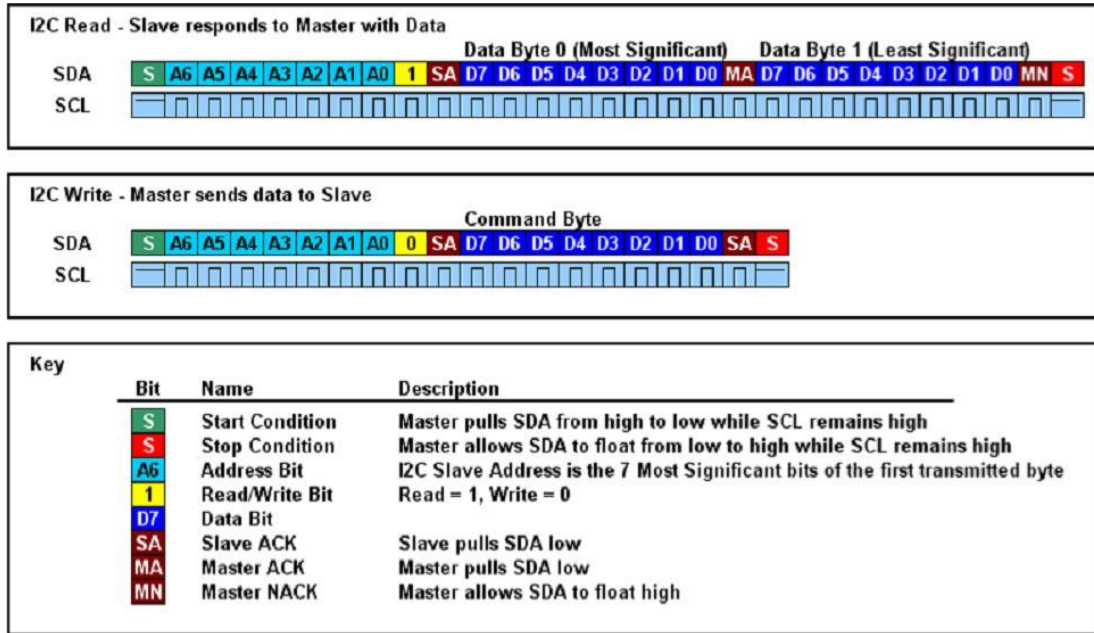 I2C Read - Slave responds to Master with Data
Data Byte 0 (Most Significant) Data Byte 1 (Least Significant)
SDA S A6 A5 A4 A3 A2 A1 A0 1 SA D7 D6 D5 D4 D3 D2 D1 D0 MA D7 D6 D5 D4 D3 D2 D1 D0 MN S
SCL
I2C Write - Master sends data to Slave
Command Byte
SDA S A6 A5 A4 A3 A2 A1 A0 0 SA D7 D6 D5 D4 D3 D2 D1 D0 SA S
SCL
Key
Bit Name Description
S Start Condition Master pulls SDA from high to low while SCL remains high
S Stop Condition Master allows SDA to float from low to high while SCL remains high
A6 Address Bit I2C Slave Address is the 7 Most Significant bits of the first transmitted byte
1 Read/Write Bit Read = 1, Write = 0
D7 Data Bit
SA Slave ACK Slave pulls SDA low
MA Master ACK Master pulls SDA low
MN Master NACK Master allows SDA to float high